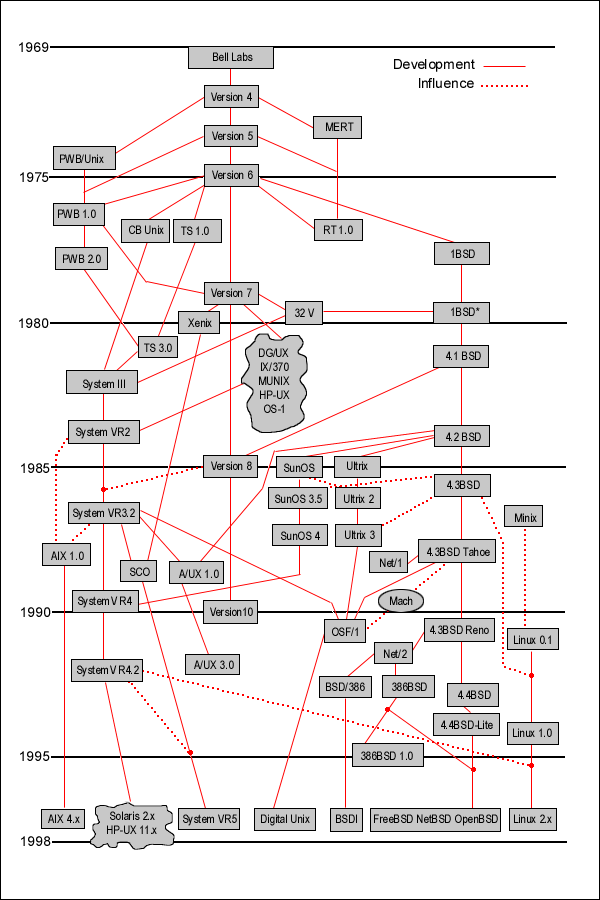 1969
Bell Labs
Development
Influence
Version 4
MERT
Version 5
PWB/Unix
1975
Version 6
PWB 1.0
CB Unix
TS 1.0
RT 1.0
1BSD
PWB 2.0
Version 7
32 V
1BSD*
Xenix
1980
TS 3.0
4.1 BSD
DG/UX
IX/370
MUNIX
HP-UX
OS-1
System III
System VR2
4.2 BSD
1985
Version 8
SunOS
Ultrix
4.3BSD
SunOS 3.5
Ultrix 2
System VR3.2
Minix
SunOS 4
Ultrix 3
AIX 1.0
4.3BSD Tahoe
Net/1
SCO
A/UX 1.0
System VR4
Mach
1990
Version10
OSF/1
4.3BSD Reno
Linux 0.1
Net/2
A/UX 3.0
System VR4.2
BSD/386
386BSD
4.4BSD
4.4BSD-Lite
Linux 1.0
1995
386BSD 1.0
AIX 4.x
Solaris 2.x
HP-UX 11.x
System VR5
Digital Unix
BSDI
FreeBSD NetBSD OpenBSD
Linux 2.x
1998